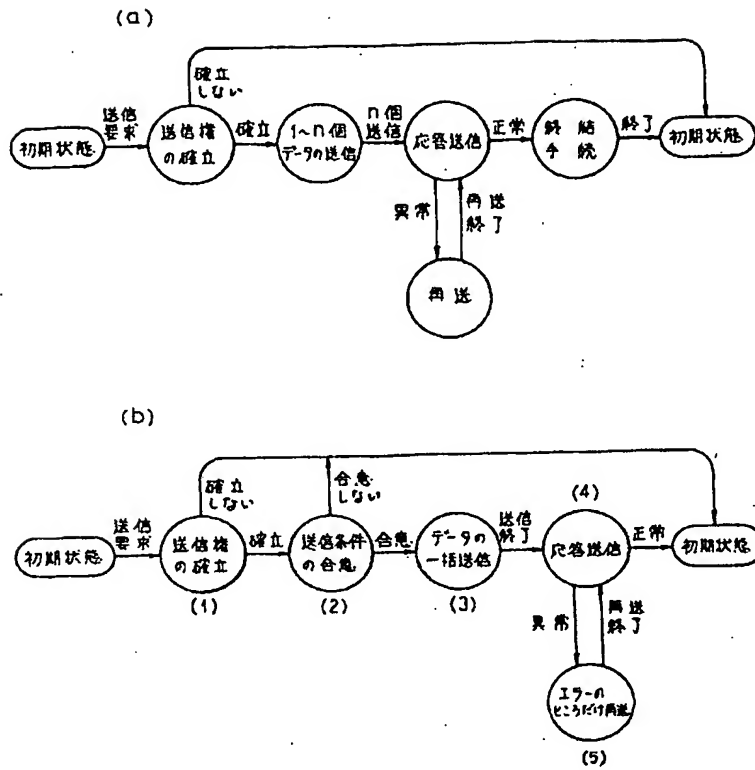 (a)
確立
しない
送信
要求
初期状態
送信権
の確立
確立
1〜n個
データの送信
n個
送信
応答送信
正常
終結
手続
終了
初期状態
異常
再送
終了
再送
(b)
確立
しない
合意
しない
送信
要求
初期状態
送信権
の確立
(1)
確立
送信条件
の合意
(2)
合意
データの
一括送信
(3)
送信
終了
(4)
応答送信
正常
初期状態
異常
再送
終了
エラーの
ところだけ再送
(5)